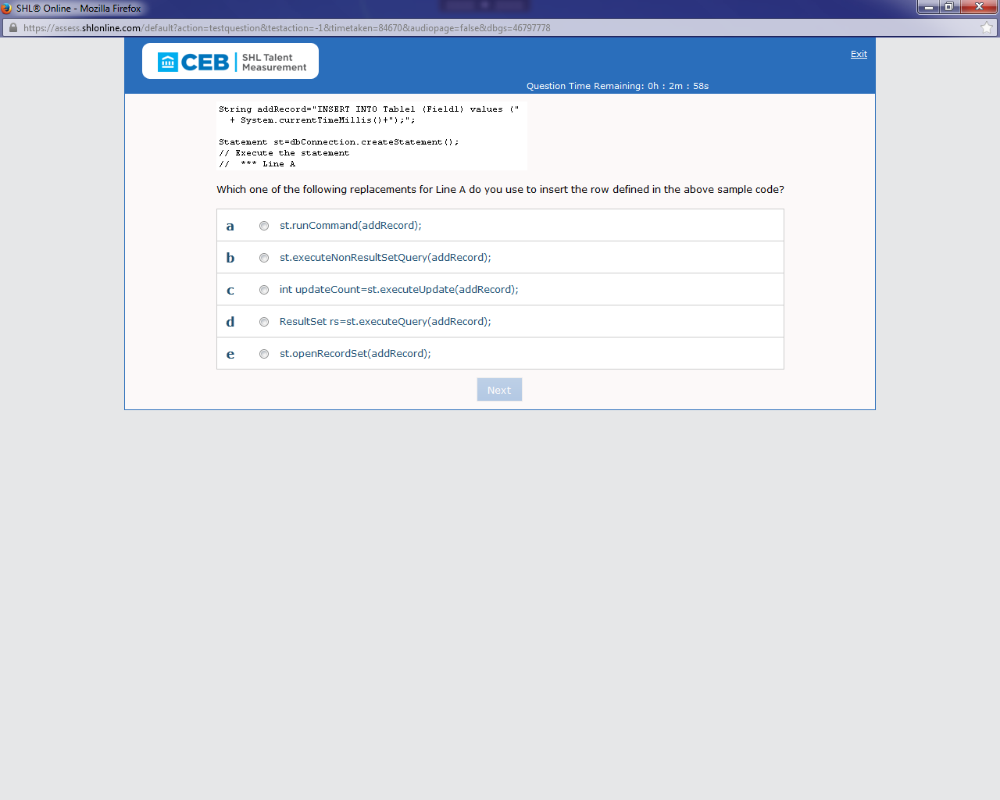 SHL® Online - Mozilla Firefox
https://assess.shlonline.com/default?action=testquestion&testaction=-1&timetaken=84670&audiopage=false&dbgs=46797778
CEB SHL Talent Measurement
Exit
Question Time Remaining: 0h : 2m : 58s
String addRecord="INSERT INTO Table1 (Field1) values ("
+ System.currentTimeMillis()+");";
Statement st=dbConnection.createStatement();
// Execute the statement
// *** Line A
Which one of the following replacements for Line A do you use to insert the row defined in the above sample code?
a st.runCommand(addRecord);
b st.executeNonResultSetQuery(addRecord);
c int updateCount=st.executeUpdate(addRecord);
d ResultSet rs=st.executeQuery(addRecord);
e st.openRecordSet(addRecord);
Next